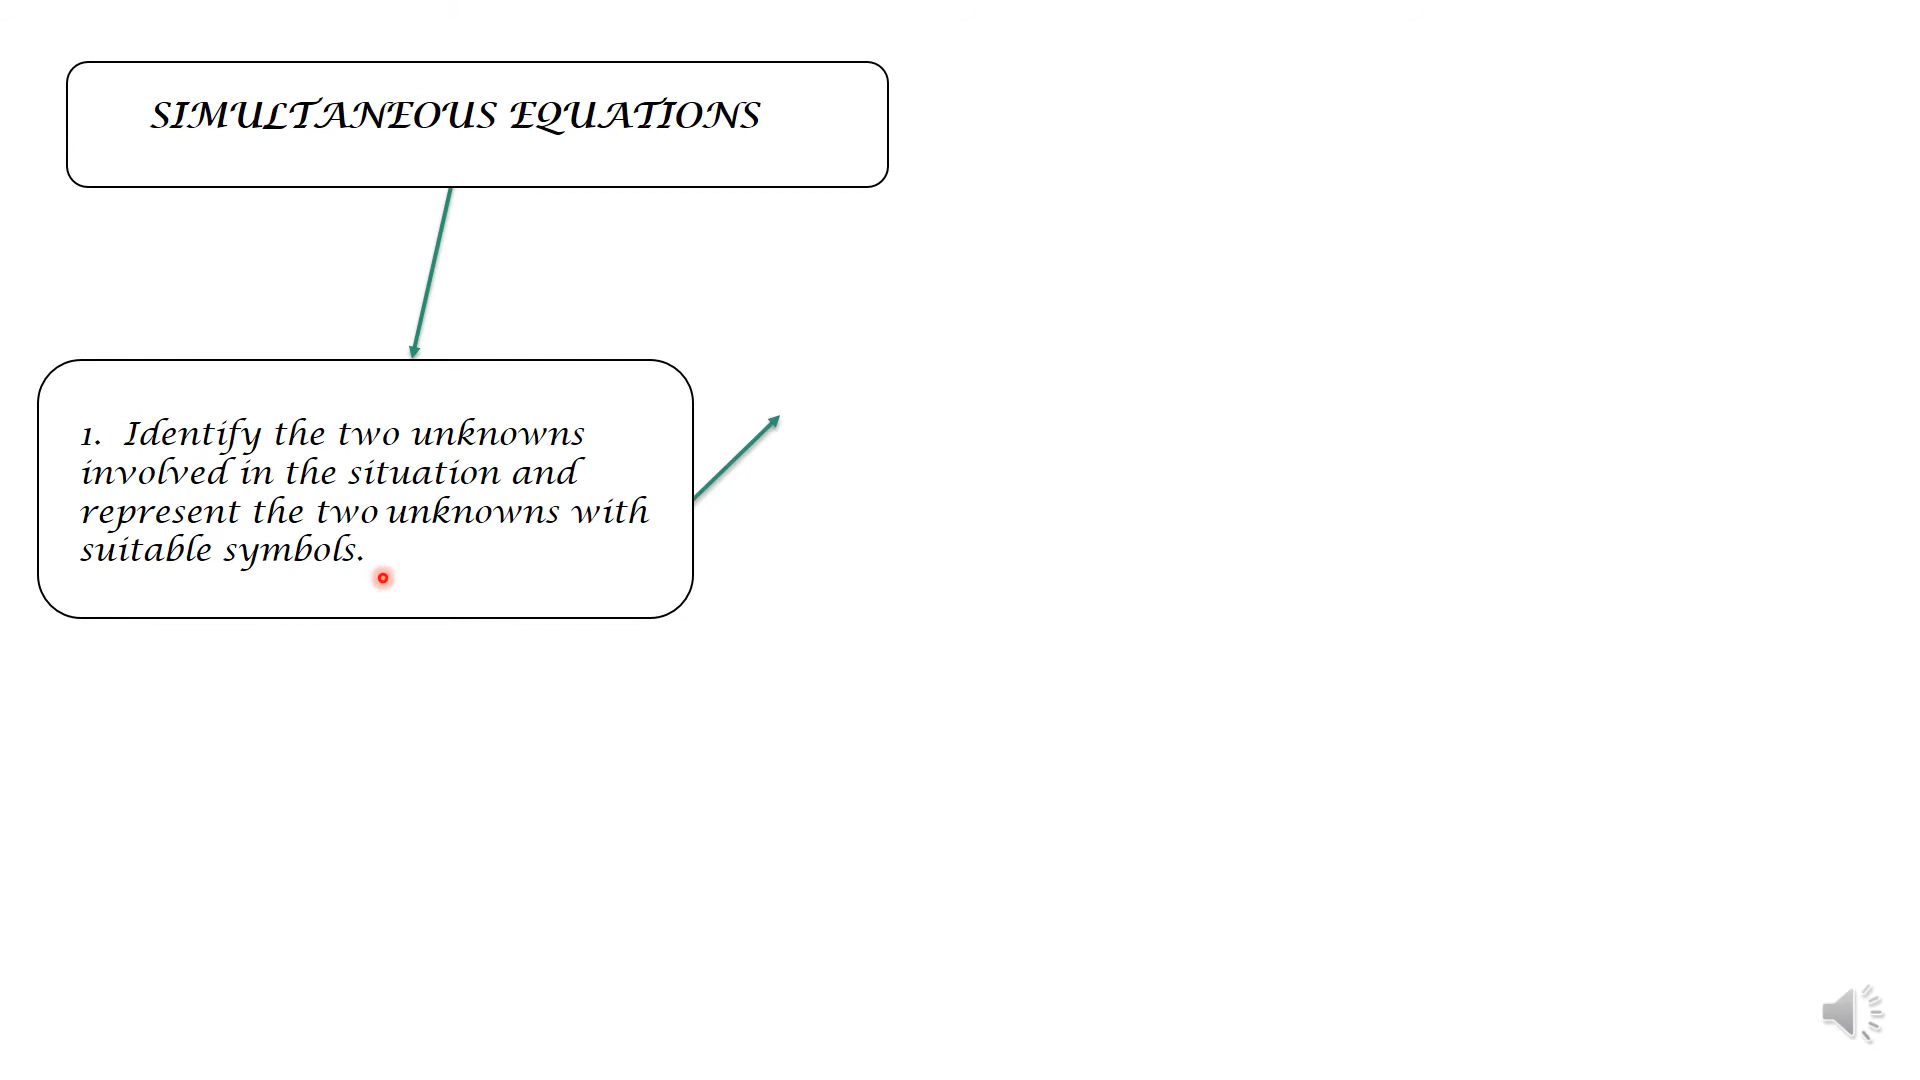 SIMULTANEOUS EQUATIONS
1. Identify the two unknowns
involved in the situation and
represent the two unknowns with
suitable symbols.